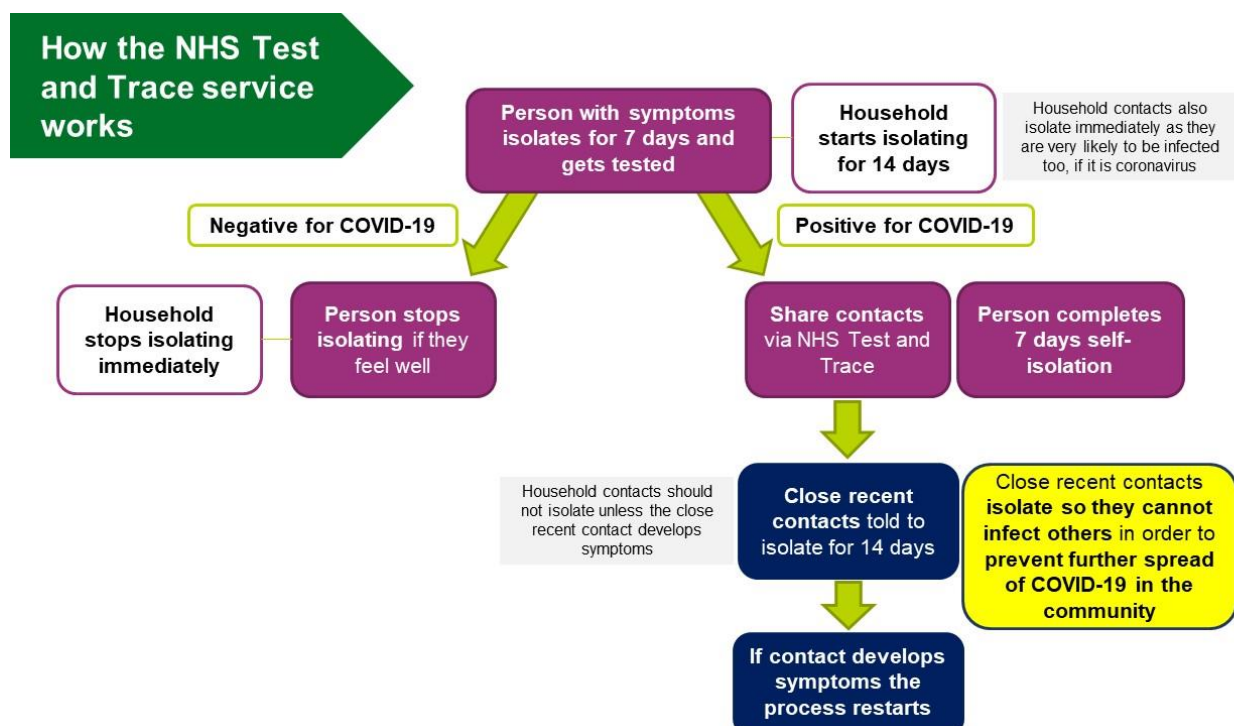 How the NHS Test
and Trace service
works
Person with symptoms
isolates for 7 days and
gets tested
Household
starts isolating
for 14 days
Household contacts also
isolate immediately as they
are very likely to be infected
too, if it is coronavirus
Negative for COVID-19
Positive for COVID-19
Household
stops isolating
immediately
Person stops
isolating if they
feel well
Share contacts
via NHS Test and
Trace
Person completes
7 days self-
isolation
Household contacts should
not isolate unless the close
recent contact develops
symptoms
Close recent
contacts told to
isolate for 14 days
Close recent contacts
isolate so they cannot
infect others in order to
prevent further spread
of COVID-19 in the
community
If contact develops
symptoms the
process restarts